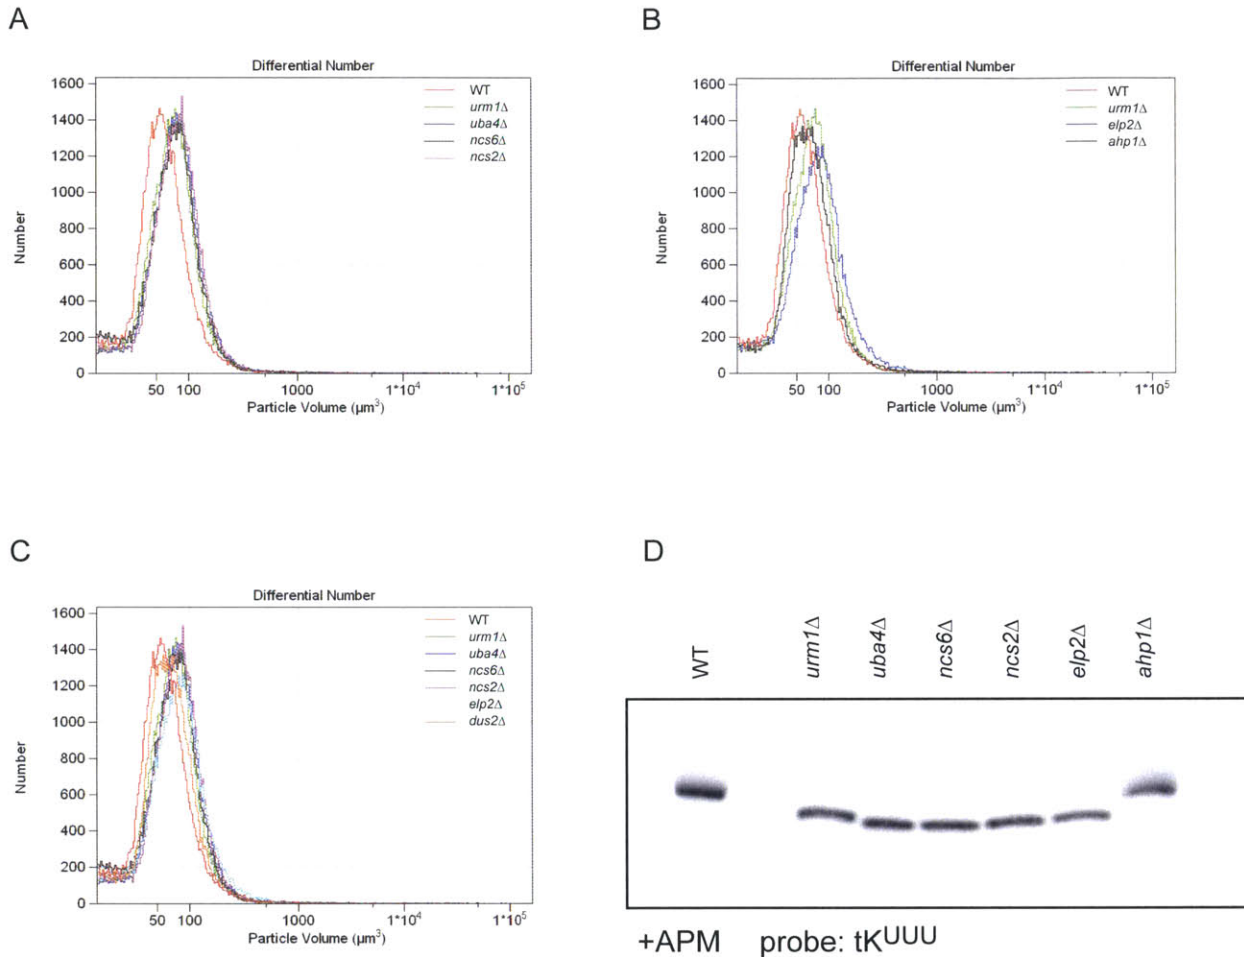 A
Differential Number
1600
1400
1200
1000
800
600
400
200
0
Number
50 100 1000 1*10⁴ 1*10⁵
Particle Volume (µm³)
WT
urm1Δ
uba4Δ
ncs6Δ
ncs2Δ
B
Differential Number
1600
1400
1200
1000
800
600
400
200
0
Number
50 100 1000 1*10⁴ 1*10⁵
Particle Volume (µm³)
WT
urm1Δ
elp2Δ
ahp1Δ
C
Differential Number
1600
1400
1200
1000
800
600
400
200
0
Number
50 100 1000 1*10⁴ 1*10⁵
Particle Volume (µm³)
WT
urm1Δ
uba4Δ
ncs6Δ
ncs2Δ
elp2Δ
dus2Δ
D
WT urm1Δ uba4Δ ncs6Δ ncs2Δ elp2Δ ahp1Δ
+APM probe: tK^UUU